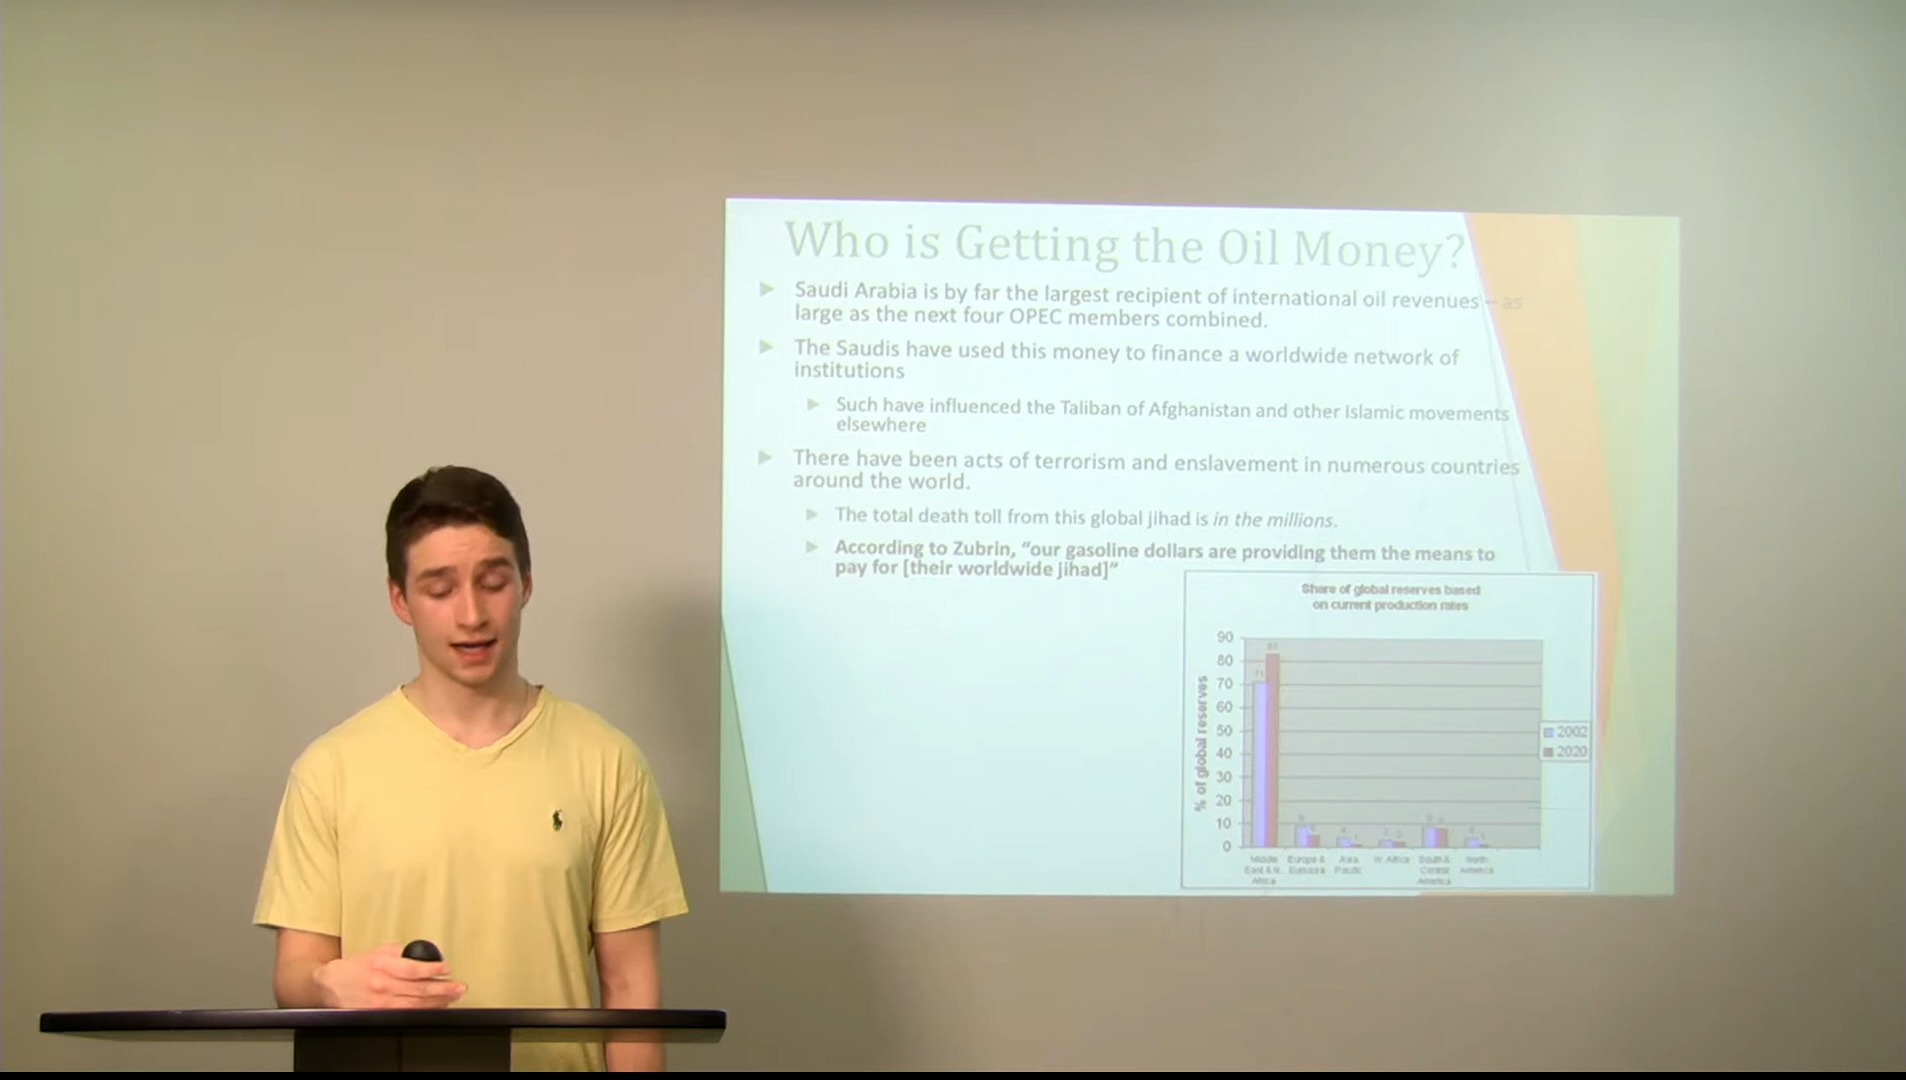 Who is Getting the Oil Money?
Saudi Arabia is by far the largest recipient of international oil revenues – as
large as the next four OPEC members combined.
The Saudis have used this money to finance a worldwide network of
institutions
Such have influenced the Taliban of Afghanistan and other Islamic movements
elsewhere
There have been acts of terrorism and enslavement in numerous countries
around the world.
The total death toll from this global jihad is in the millions.
According to Zubrin, “our gasoline dollars are providing them the means to
pay for [their worldwide jihad]”
Share of global reserves based
on current production rates
% of global reserves
90
80
70
60
50
40
30
20
10
0
71 83
2002
2020
Middle Europe & Asia W. Africa South & North
East & N. Eurasia Pacific Central America
Africa America